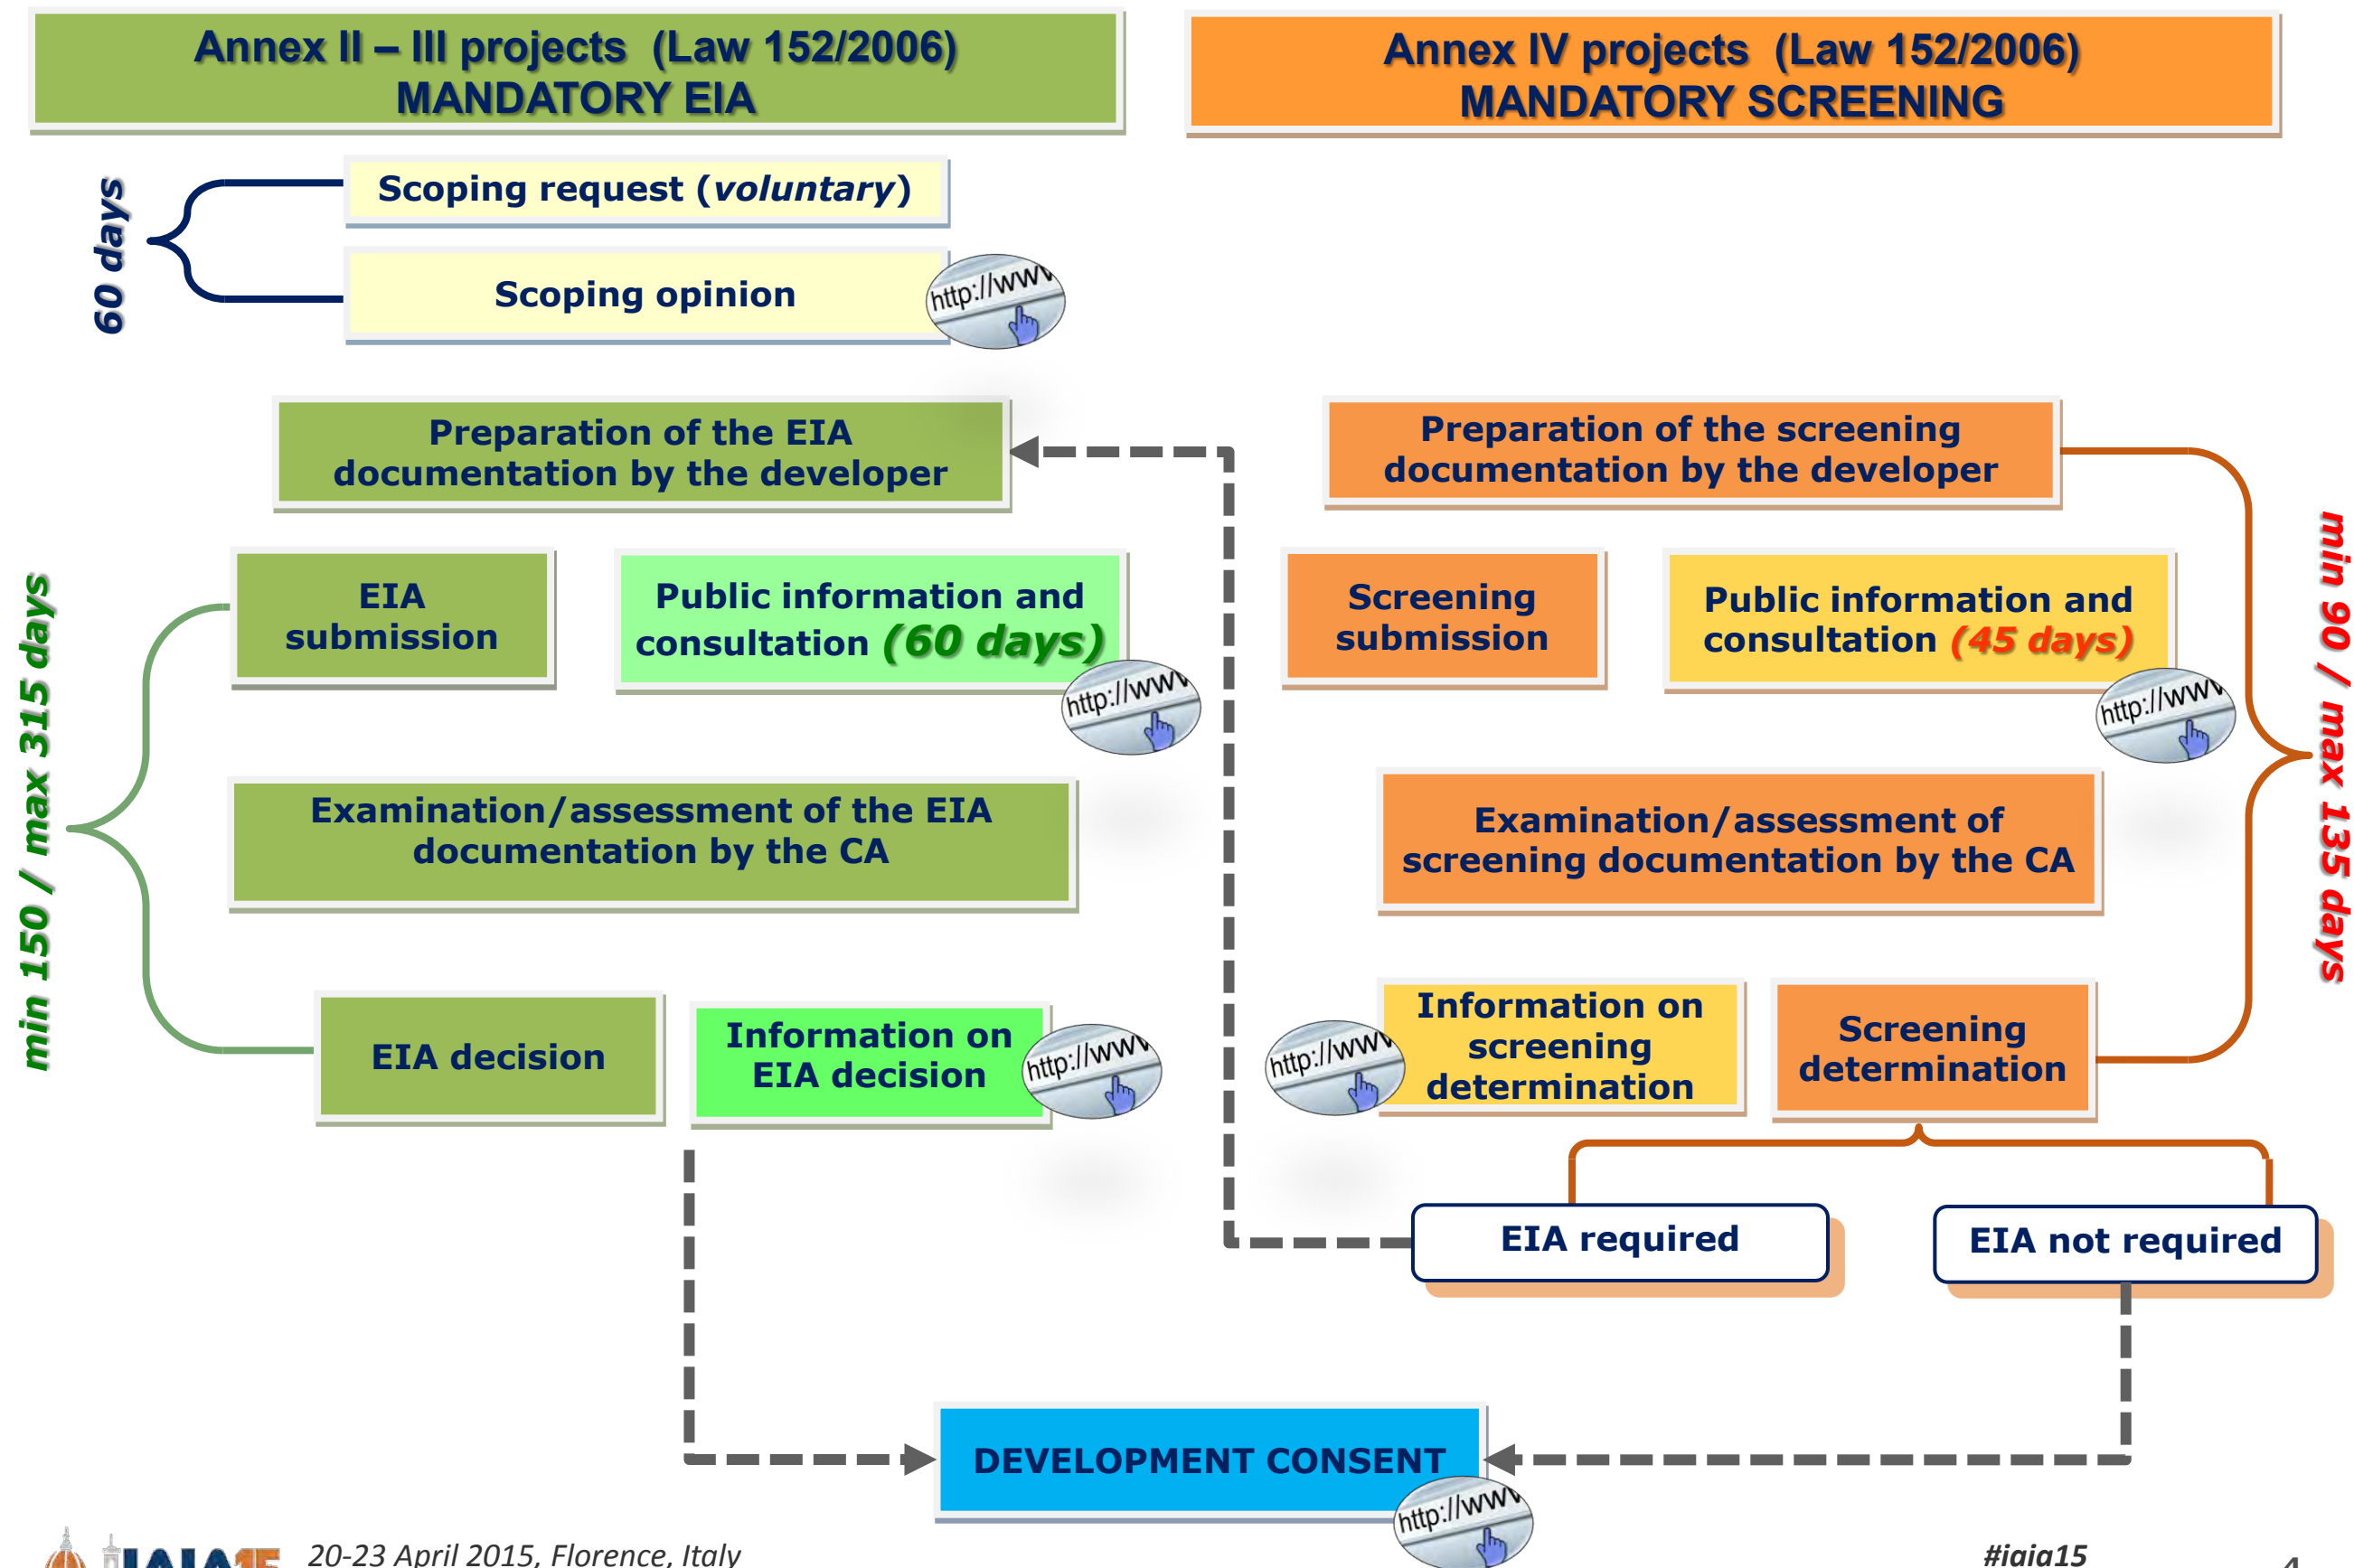 Annex II – III projects (Law 152/2006)
MANDATORY EIA
Annex IV projects (Law 152/2006)
MANDATORY SCREENING
60 days
Scoping request (voluntary)
Scoping opinion
http://www
Preparation of the EIA
documentation by the developer
Preparation of the screening
documentation by the developer
min 150 / max 315 days
EIA
submission
Public information and
consultation (60 days)
http://www
Screening
submission
Public information and
consultation (45 days)
http://www
min 90 / max 135 days
Examination/assessment of the EIA
documentation by the CA
Examination/assessment of
screening documentation by the CA
EIA decision
Information on
EIA decision
http://www
http://www
Information on
screening
determination
Screening
determination
EIA required
EIA not required
DEVELOPMENT CONSENT
http://www
IAIA15
20-23 April 2015, Florence, Italy
#iaia15
4